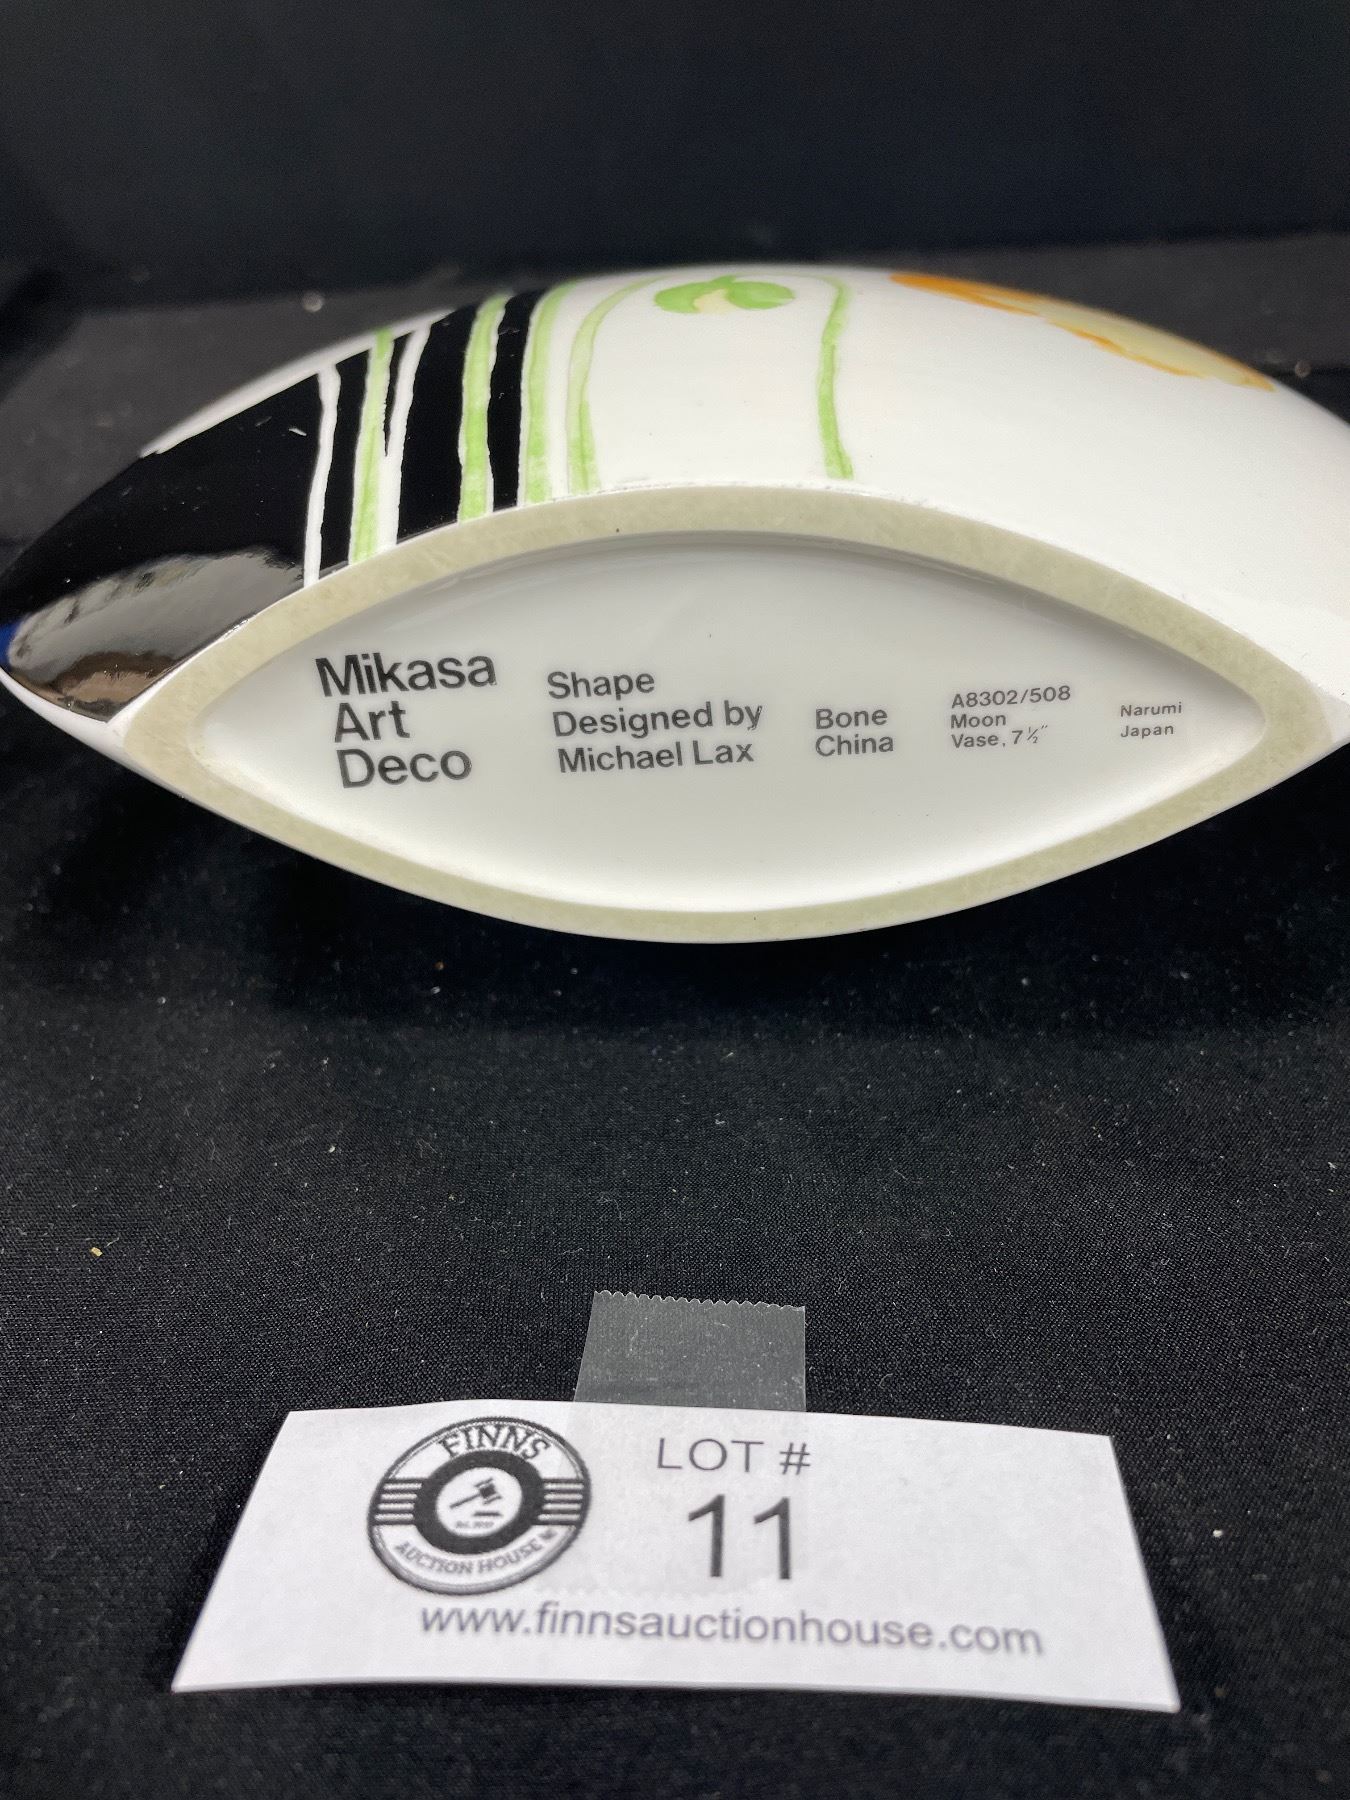 Mikasa
Art
Deco
Shape
Designed by
Michael Lax
Bone
China
A8302/508
Moon
Vase, 7½"
Narumi
Japan
FINNS
AUCTION HOUSE
LOT #
11
www.finnsauctionhouse.com